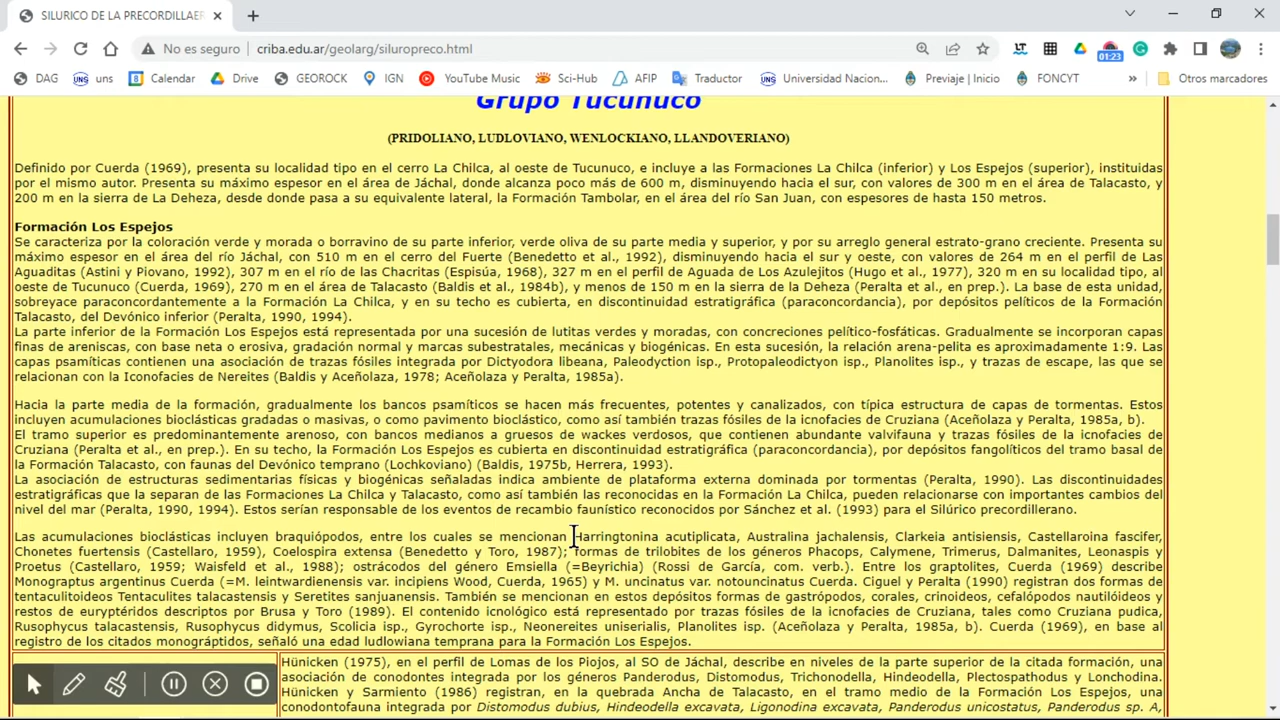 SILURICO DE LA PRECORDILLAER
No es seguro
criba.edu.ar/geolarg/siluropreco.html
01:23
DAG
uns
Calendar
Drive
GEOROCK
IGN
YouTube Music
Sci-Hub
AFIP
Traductor
Universidad Nacion...
Previaje | Inicio
FONCYT
Otros marcadores
Grupo Tucunuco
(PRIDOLIANO, LUDLOVIANO, WENLOCKIANO, LLANDOVERIANO)
Definido por Cuerda (1969), presenta su localidad tipo en el cerro La Chilca, al oeste de Tucunuco, e incluye a las Formaciones La Chilca (inferior) y Los Espejos (superior), instituidas
por el mismo autor. Presenta su máximo espesor en el área de Jáchal, donde alcanza poco más de 600 m, disminuyendo hacia el sur, con valores de 300 m en el área de Talacasto, y
200 m en la sierra de La Deheza, desde donde pasa a su equivalente lateral, la Formación Tambolar, en el área del río San Juan, con espesores de hasta 150 metros.
Formación Los Espejos
Se caracteriza por la coloración verde y morada o borravino de su parte inferior, verde oliva de su parte media y superior, y por su arreglo general estrato-grano creciente. Presenta su
máximo espesor en el área del río Jáchal, con 510 m en el cerro del Fuerte (Benedetto et al., 1992), disminuyendo hacia el sur y oeste, con valores de 264 m en el perfil de Las
Aguaditas (Astini y Piovano, 1992), 307 m en el río de las Chacritas (Espisúa, 1968), 327 m en el perfil de Aguada de Los Azulejitos (Hugo et al., 1977), 320 m en su localidad tipo, al
oeste de Tucunuco (Cuerda, 1969), 270 m en el área de Talacasto (Baldis et al., 1984b), y menos de 150 m en la sierra de la Deheza (Peralta et al., en prep.). La base de esta unidad,
sobreyace paraconcordantemente a la Formación La Chilca, y en su techo es cubierta, en discontinuidad estratigráfica (paraconcordancia), por depósitos pelíticos de la Formación
Talacasto, del Devónico inferior (Peralta, 1990, 1994).
La parte inferior de la Formación Los Espejos está representada por una sucesión de lutitas verdes y moradas, con concreciones pelítico-fosfáticas. Gradualmente se incorporan capas
finas de areniscas, con base neta o erosiva, gradación normal y marcas subestratales, mecánicas y biogénicas. En esta sucesión, la relación arena-pelita es aproximadamente 1:9. Las
capas psamíticas contienen una asociación de trazas fósiles integrada por Dictyodora libeana, Paleodyction isp., Protopaleodictyon isp., Planolites isp., y trazas de escape, las que se
relacionan con la Iconofacies de Nereites (Baldis y Aceñolaza, 1978; Aceñolaza y Peralta, 1985a).
Hacia la parte media de la formación, gradualmente los bancos psamíticos se hacen más frecuentes, potentes y canalizados, con típica estructura de capas de tormentas. Estos
incluyen acumulaciones bioclásticas gradadas o masivas, o como pavimento bioclástico, como así también trazas fósiles de la icnofacies de Cruziana (Aceñolaza y Peralta, 1985a, b).
El tramo superior es predominantemente arenoso, con bancos medianos a gruesos de wackes verdosos, que contienen abundante valvifauna y trazas fósiles de la icnofacies de
Cruziana (Peralta et al., en prep.). En su techo, la Formación Los Espejos es cubierta en discontinuidad estratigráfica (paraconcordancia), por depósitos fangolíticos del tramo basal de
la Formación Talacasto, con faunas del Devónico temprano (Lochkoviano) (Baldis, 1975b, Herrera, 1993).
La asociación de estructuras sedimentarias físicas y biogénicas señaladas indica ambiente de plataforma externa dominada por tormentas (Peralta, 1990). Las discontinuidades
estratigráficas que la separan de las Formaciones La Chilca y Talacasto, como así también las reconocidas en la Formación La Chilca, pueden relacionarse con importantes cambios del
nivel del mar (Peralta, 1990, 1994). Estos serían responsable de los eventos de recambio faunístico reconocidos por Sánchez et al. (1993) para el Silúrico precordillerano.
Las acumulaciones bioclásticas incluyen braquiópodos, entre los cuales se mencionan Harringtonina acutiplicata, Australina jachalensis, Clarkeia antisiensis, Castellaroina fascifer,
Chonetes fuertensis (Castellaro, 1959), Coelospira extensa (Benedetto y Toro, 1987); formas de trilobites de los géneros Phacops, Calymene, Trimerus, Dalmanites, Leonaspis y
Proetus (Castellaro, 1959; Waisfeld et al., 1988); ostrácodos del género Emsiella (=Beyrichia) (Rossi de García, com. verb.). Entre los graptolites, Cuerda (1969) describe
Monograptus argentinus Cuerda (=M. leintwardienensis var. incipiens Wood, Cuerda, 1965) y M. uncinatus var. notouncinatus Cuerda. Ciguel y Peralta (1990) registran dos formas de
tentaculitoideos Tentaculites talacastensis y Seretites sanjuanensis. También se mencionan en estos depósitos formas de gastrópodos, corales, crinoideos, cefalópodos nautilóideos y
restos de euryptéridos descriptos por Brusa y Toro (1989). El contenido icnológico está representado por trazas fósiles de la icnofacies de Cruziana, tales como Cruziana pudica,
Rusophycus talacastensis, Rusophycus didymus, Scolicia isp., Gyrochorte isp., Neonereites uniserialis, Planolites isp. (Aceñolaza y Peralta, 1985a, b). Cuerda (1969), en base al
registro de los citados monográptidos, señaló una edad ludlowiana temprana para la Formación Los Espejos.
Hünicken (1975), en el perfil de Lomas de los Piojos, al SO de Jáchal, describe en niveles de la parte superior de la citada formación, una
asociación de conodontes integrada por los géneros Panderodus, Distomodus, Trichonodella, Hindeodella, Plectospathodus y Lonchodina.
Hünicken y Sarmiento (1986) registran, en la quebrada Ancha de Talacasto, en el tramo medio de la Formación Los Espejos, una
conodontofauna integrada por Distomodus dubius, Hindeodella excavata, Ligonodina excavata, Panderodus unicostatus, Panderodus sp. A,